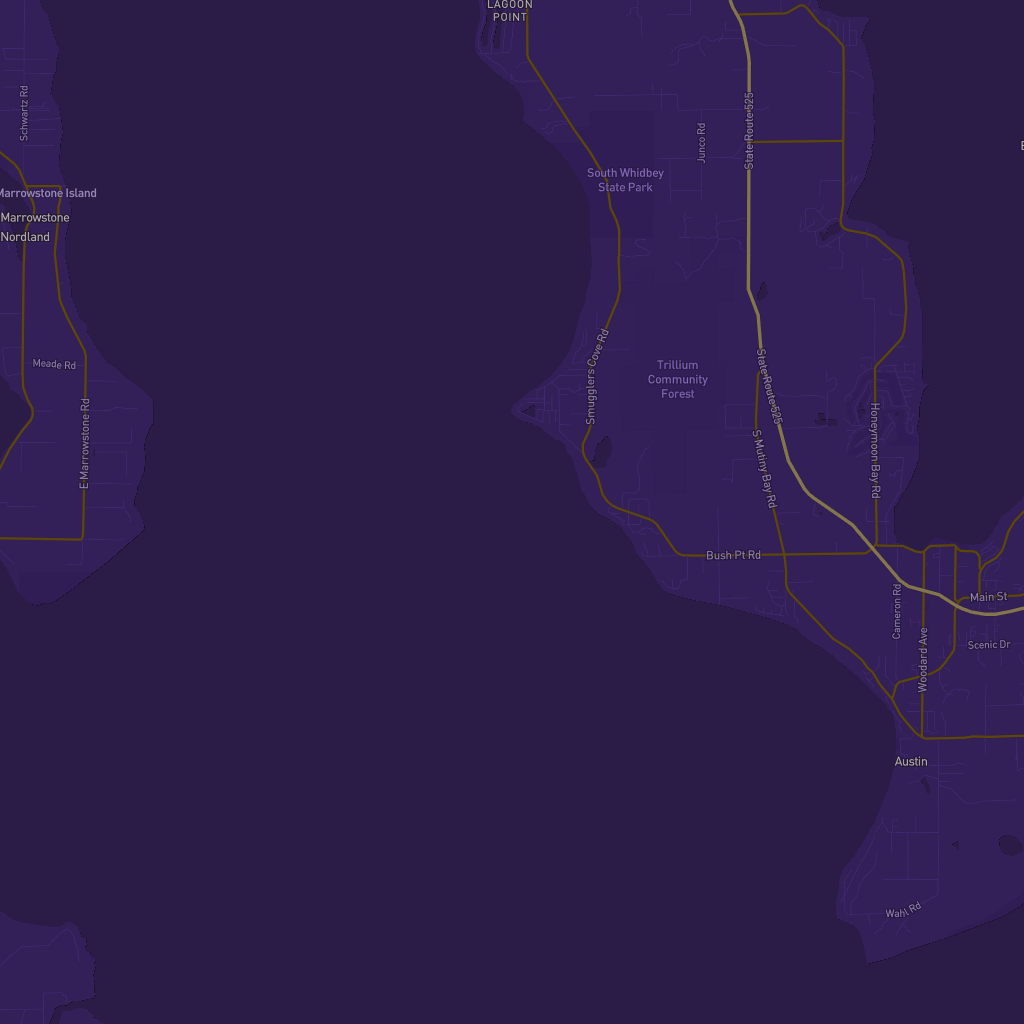 LAGOON
POINT
Schwartz Rd
State Route 525
Junco Rd
South Whidbey
State Park
Marrowstone Island
Marrowstone
Nordland
Meade Rd
Smugglers Cove Rd
Trillium
Community
Forest
State Route 525
E Marrowstone Rd
Honeymoon Bay Rd
S Mutiny Bay Rd
Bush Pt Rd
Cameron Rd
Main St
Woodard Ave
Scenic Dr
Austin
Wahl Rd